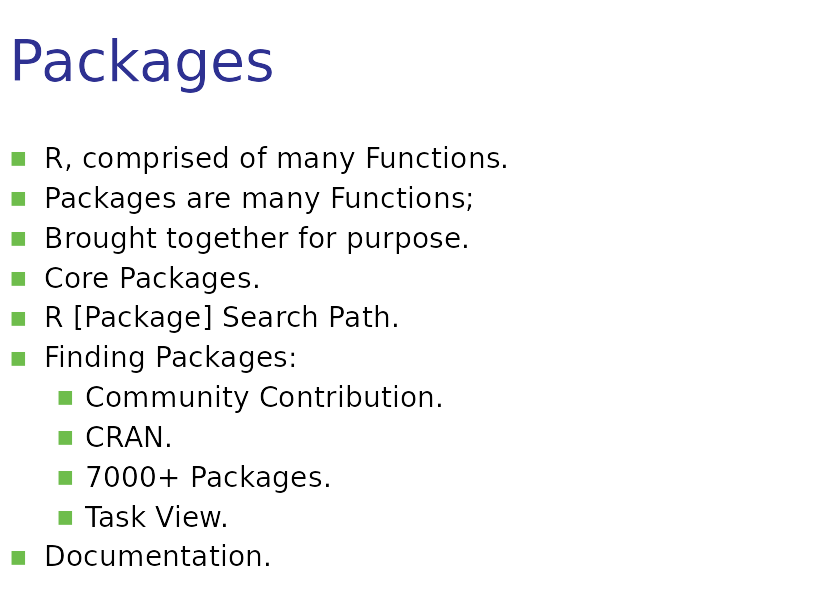 Packages
R, comprised of many Functions.
Packages are many Functions;
Brought together for purpose.
Core Packages.
R [Package] Search Path.
Finding Packages:
Community Contribution.
CRAN.
7000+ Packages.
Task View.
Documentation.